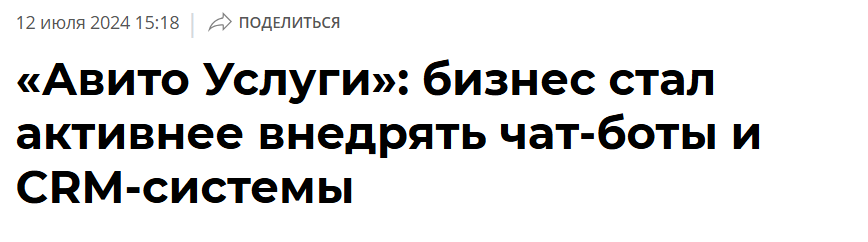 12 июля 2024 15:18 ПОДЕЛИТЬСЯ
«Авито Услуги»: бизнес стал
активнее внедрять чат-боты и
CRM-системы